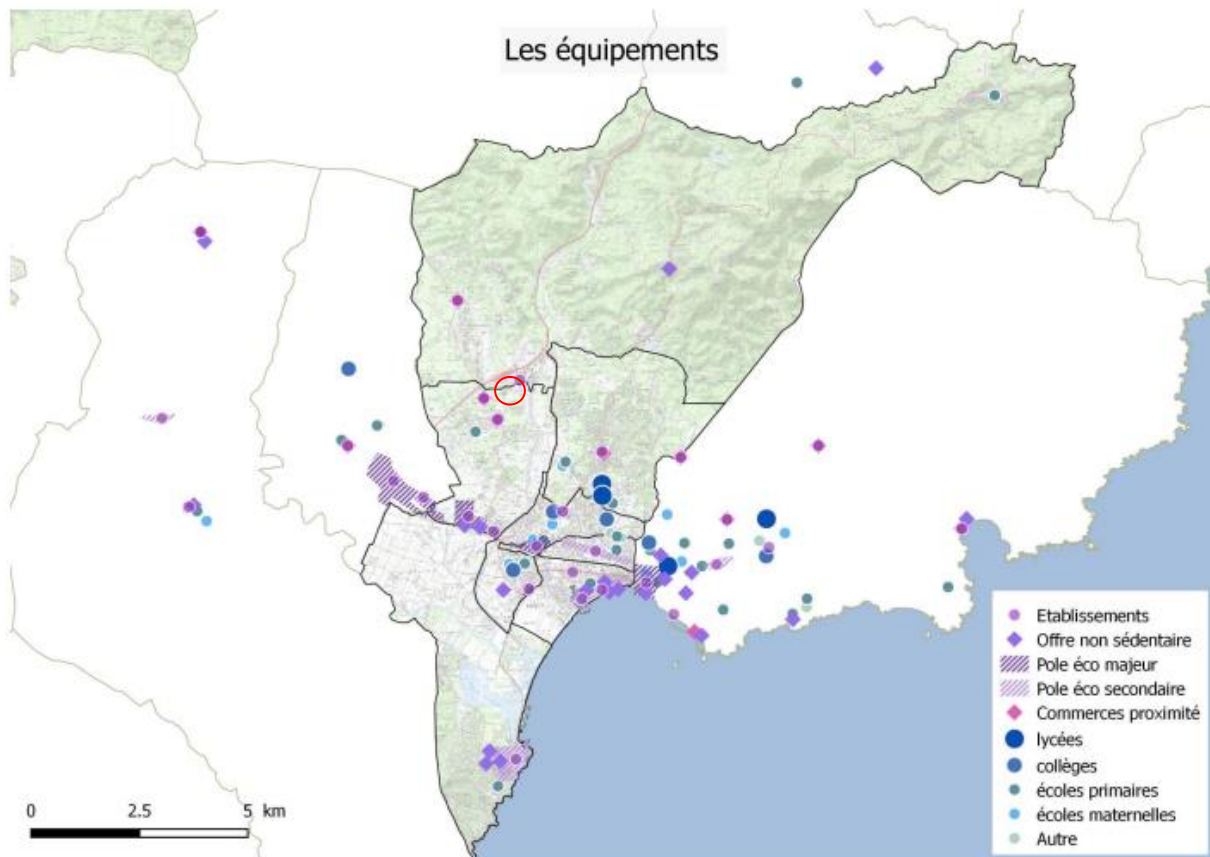 Les équipements
Etablissements
Offre non sédentaire
Pole éco majeur
Pole éco secondaire
Commerces proximité
lycées
collèges
écoles primaires
écoles maternelles
Autre
0 2.5 5 km